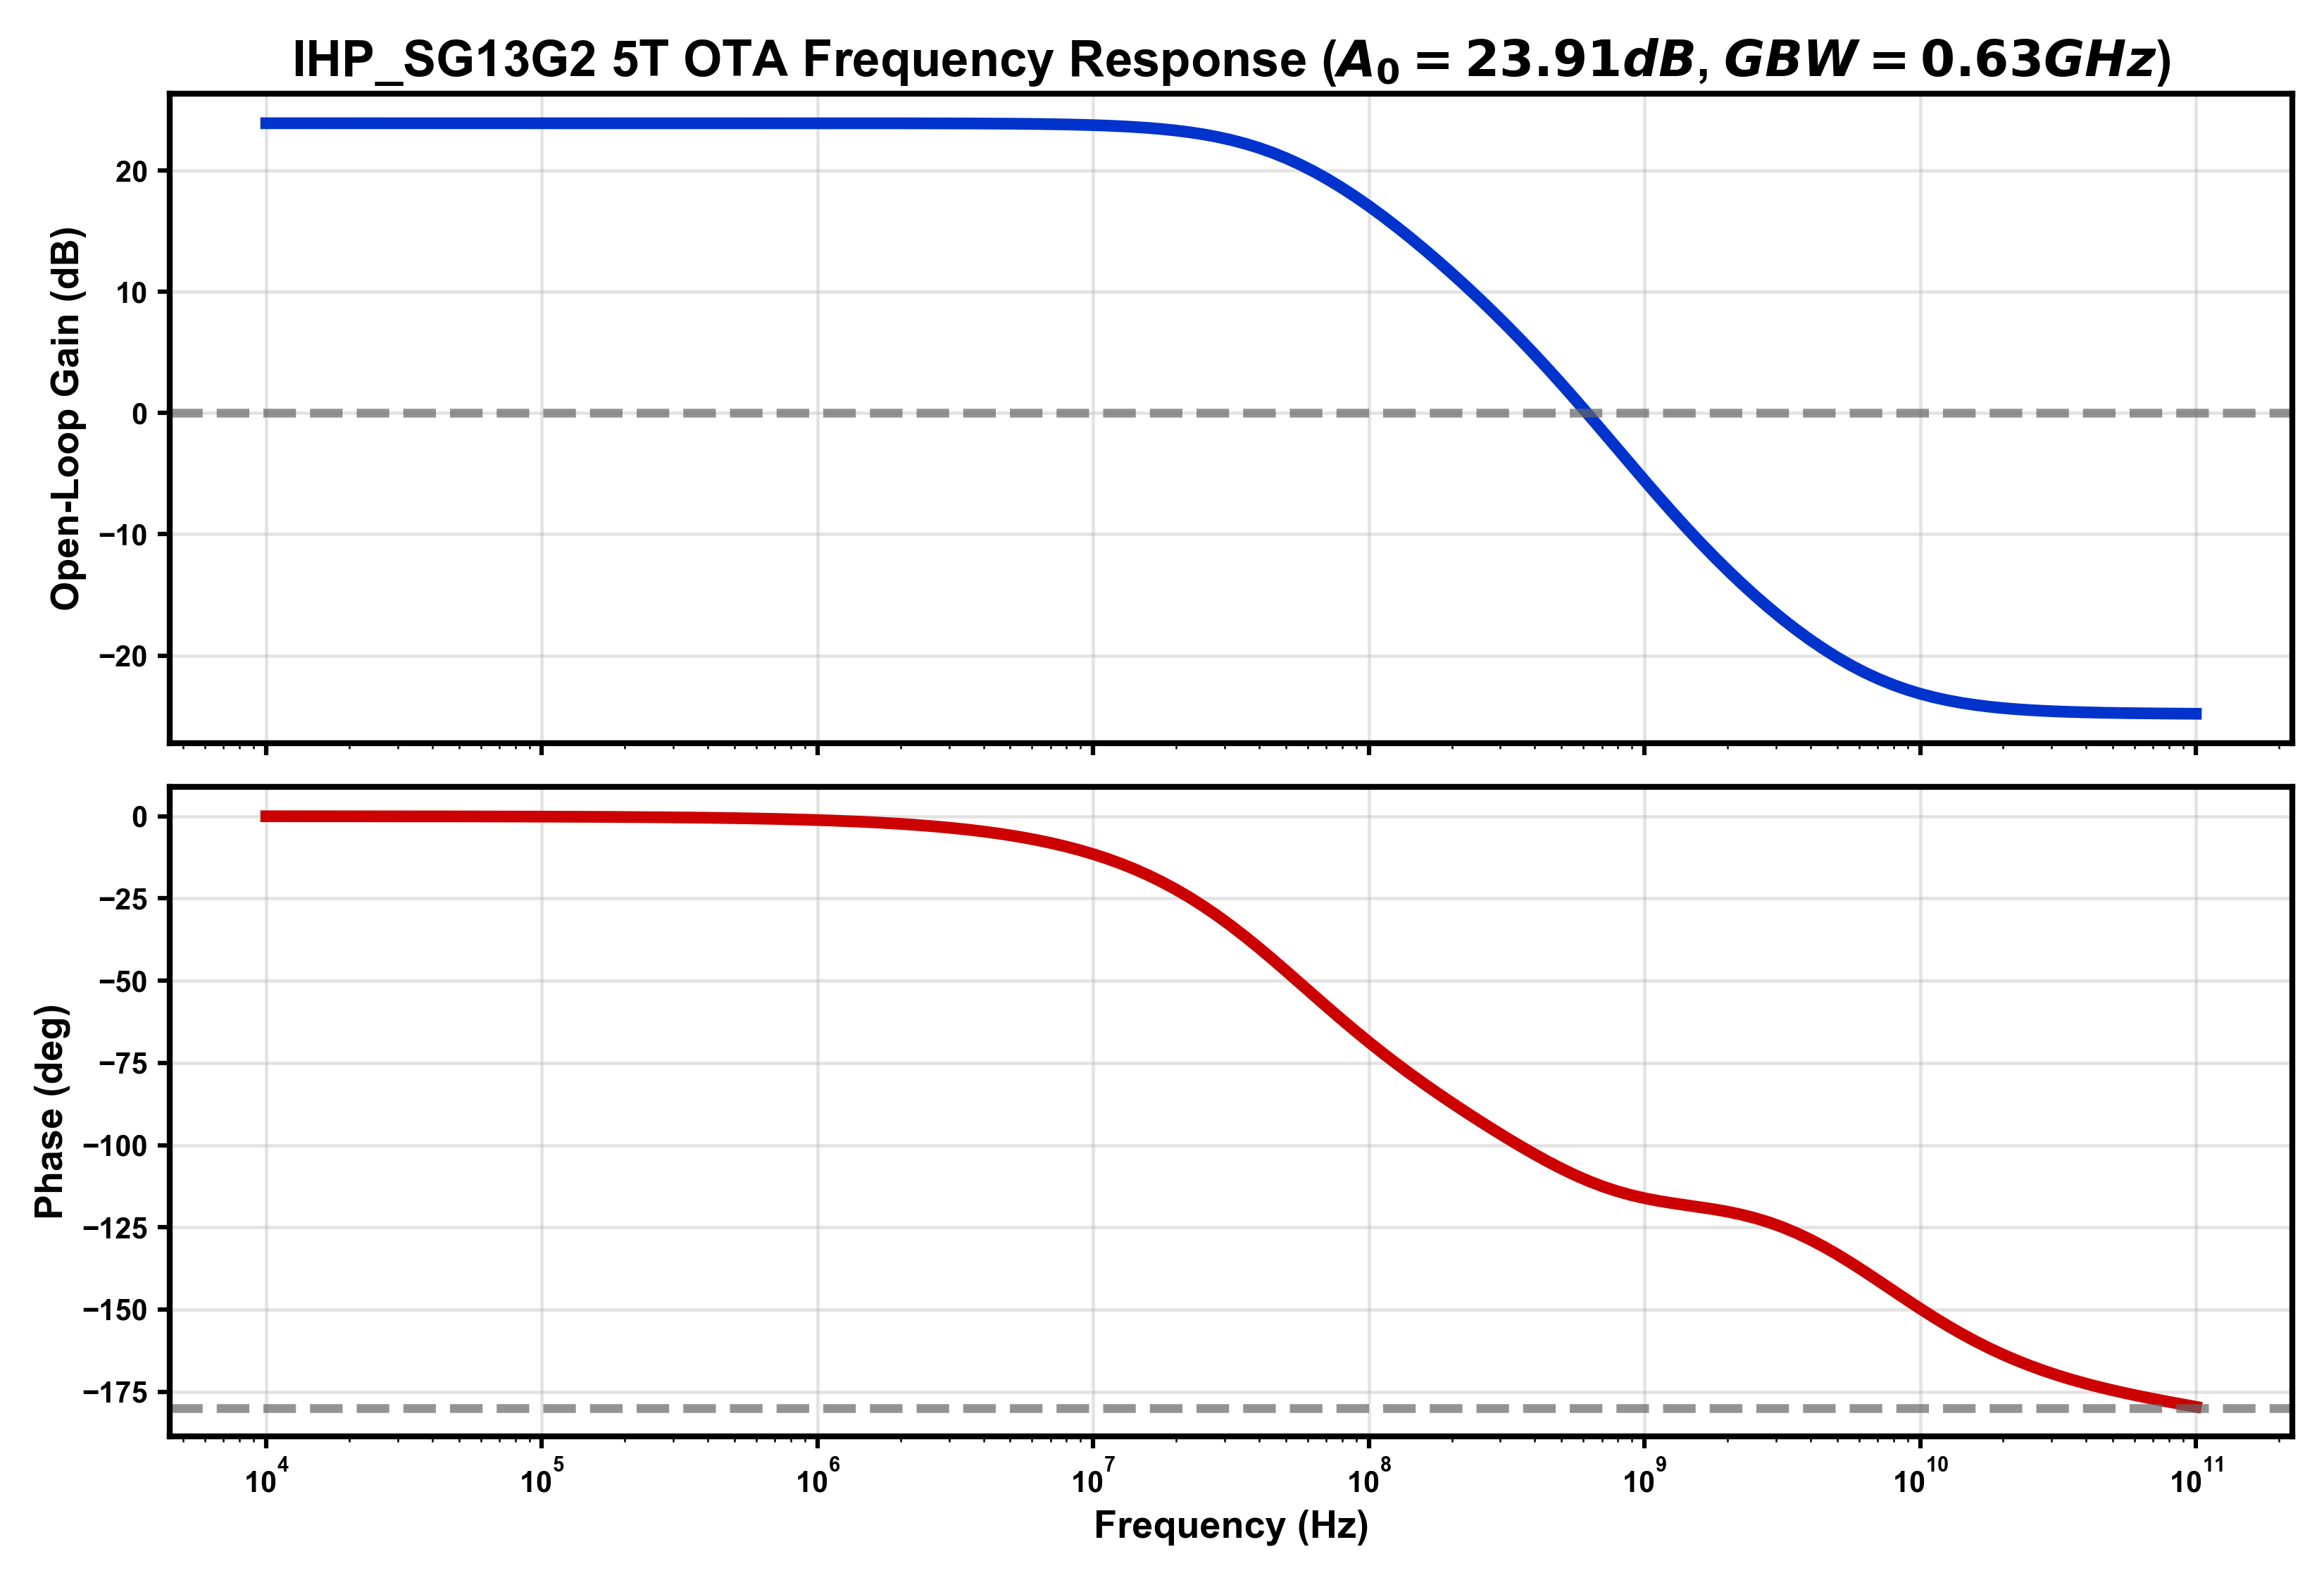 IHP_SG13G2 5T OTA Frequency Response (A₀ = 23.91dB, GBW = 0.63GHz)
Open-Loop Gain (dB)
20
10
0
−10
−20
Phase (deg)
0
−25
−50
−75
−100
−125
−150
−175
10⁴ 10⁵ 10⁶ 10⁷ 10⁸ 10⁹ 10¹⁰ 10¹¹
Frequency (Hz)